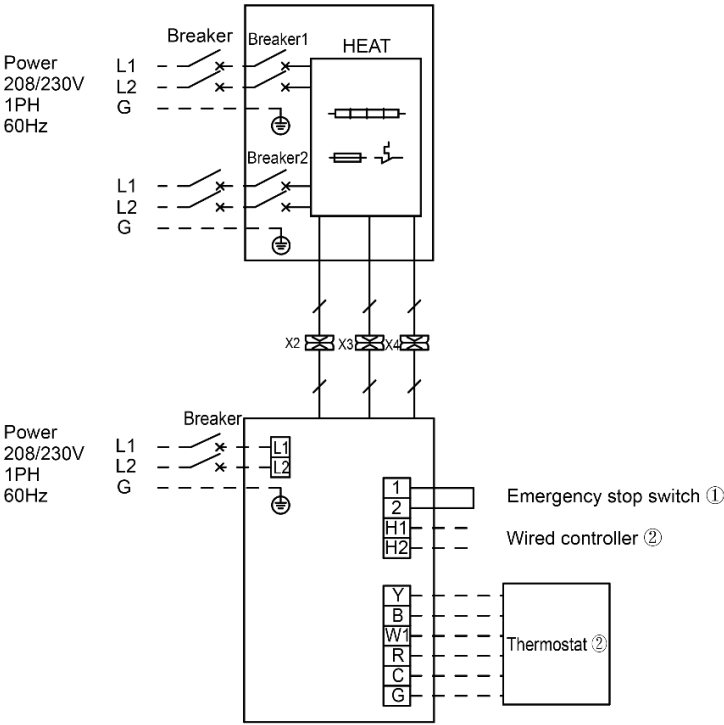 Breaker
Breaker1
HEAT
Power
208/230V
1PH
60Hz
L1
L2
G
Breaker2
L1
L2
G
X2
X3
X4
Breaker
Power
208/230V
1PH
60Hz
L1
L2
G
L1
L2
1
2
H1
H2
Emergency stop switch ①
Wired controller ②
Y
B
W1
R
C
G
Thermostat ②